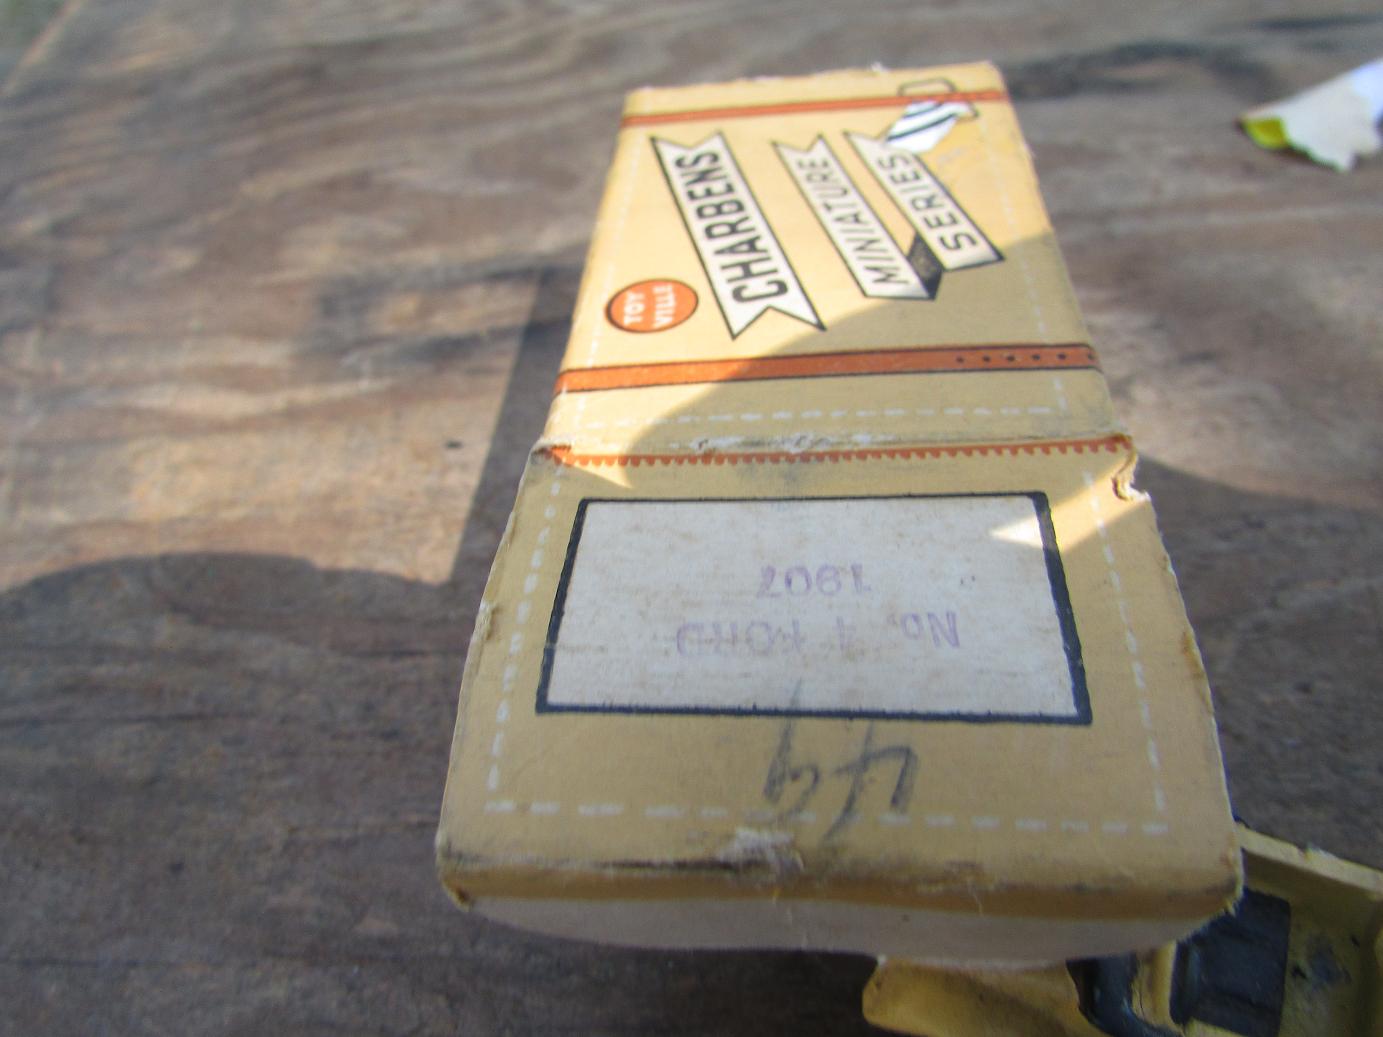 TOY
VILLE
CHARBENS
MINIATURE
SERIES
No. 4 FORD
1907
49